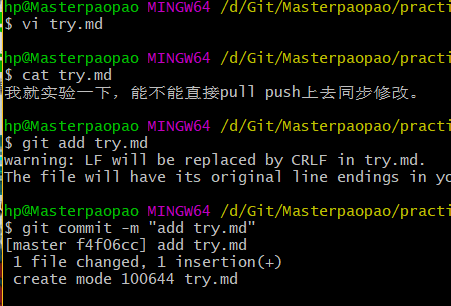 hp@Masterpaopao MINGW64 /d/Git/Masterpaopao/practi
$ vi try.md
hp@Masterpaopao MINGW64 /d/Git/Masterpaopao/practi
$ cat try.md
我就实验一下，能不能直接pull push上去同步修改。
hp@Masterpaopao MINGW64 /d/Git/Masterpaopao/practi
$ git add try.md
warning: LF will be replaced by CRLF in try.md.
The file will have its original line endings in yo
hp@Masterpaopao MINGW64 /d/Git/Masterpaopao/practi
$ git commit -m "add try.md"
[master f4f06cc] add try.md
 1 file changed, 1 insertion(+)
 create mode 100644 try.md